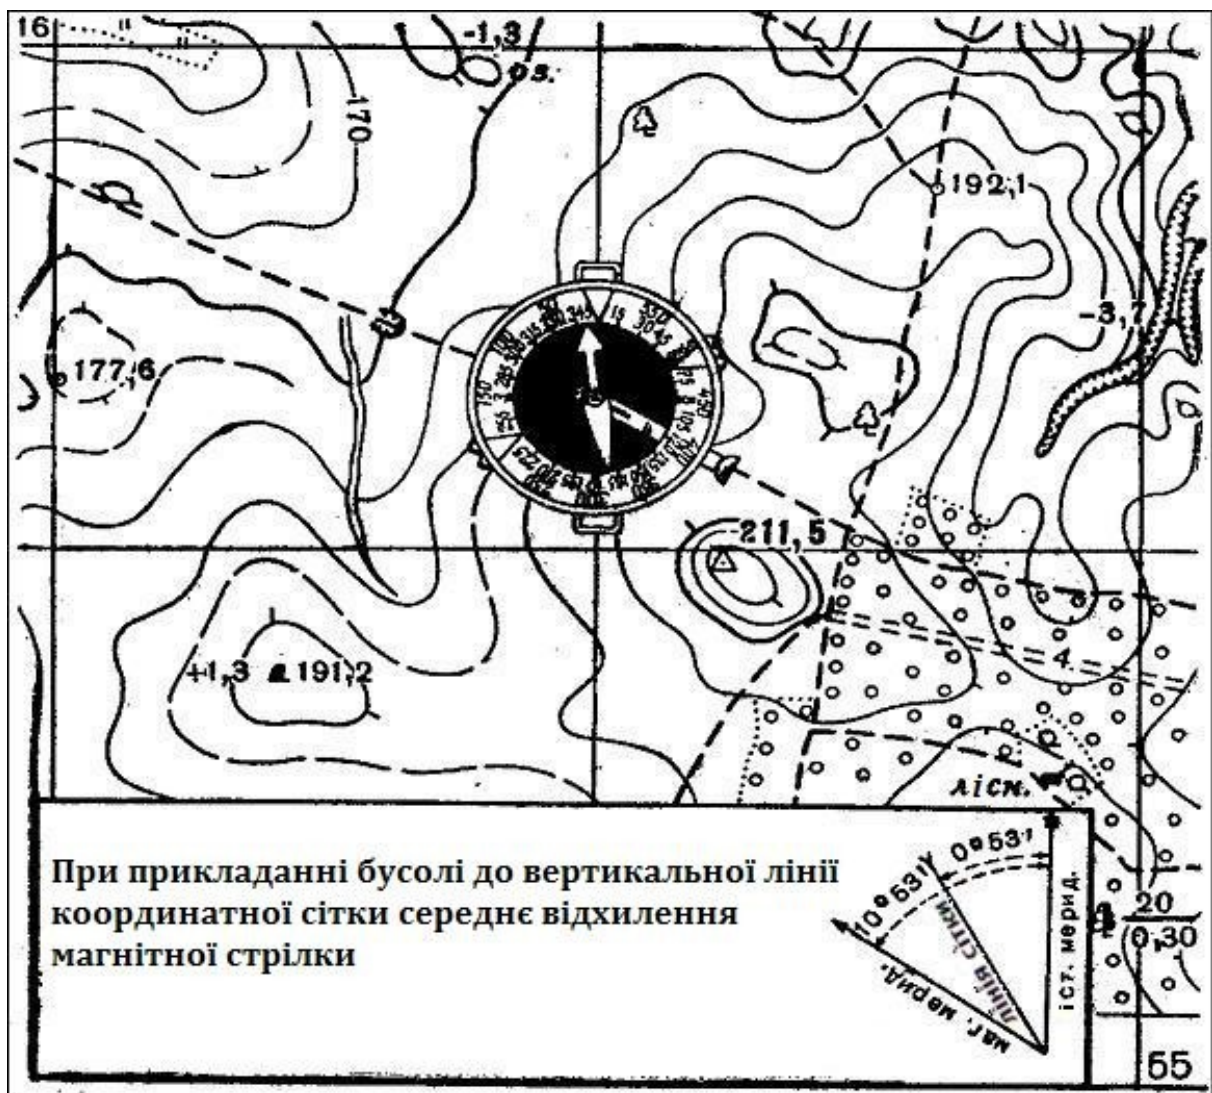 16
-1,3
оз.
170
192,1
-3,7
177,6
211,5
+1,3
191,2
4
лісн.
При прикладанні бусолі до вертикальної лінії
координатної сітки середнє відхилення
магнітної стрілки
10°53'
0°53'
маг. мерид.
лінія сітки
іст. мерид.
20
0,30
55